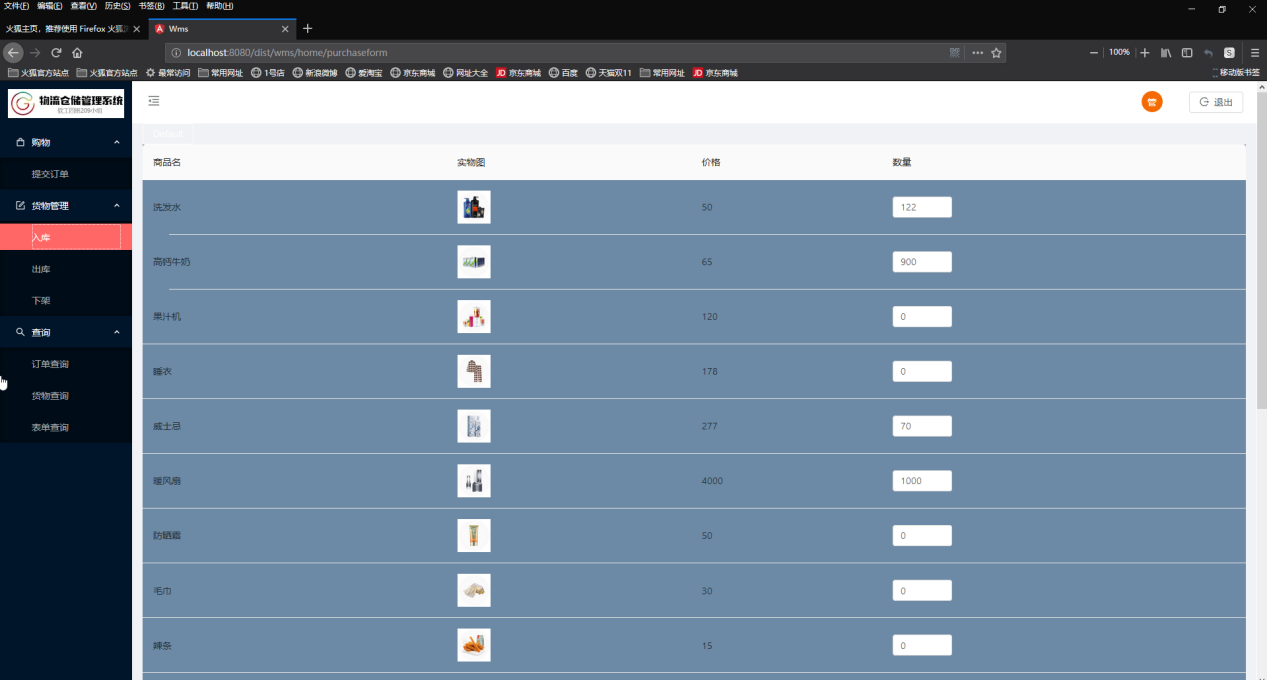 文件(F) 编辑(E) 查看(V) 历史(S) 书签(B) 工具(T) 帮助(H)
火狐主页，推荐使用 Firefox 火狐
Wms
localhost:8080/dist/wms/home/purchaseform
100%
火狐官方站点 火狐官方站点 最常访问 常用网址 1号店 新浪微博 爱淘宝 京东商城 网址大全 JD 京东商城 百度 天猫双11 常用网址 JD 京东商城 移动版书签
物流仓储管理系统
管 退出
Default
购物
提交订单
货物管理
入库
出库
下架
查询
订单查询
货物查询
表单查询
商品名 实物图 价格 数量
洗发水 50 122
高钙牛奶 65 900
果汁机 120 0
睡衣 178 0
威士忌 277 70
暖风扇 4000 1000
防晒霜 50 0
毛巾 30 0
辣条 15 0